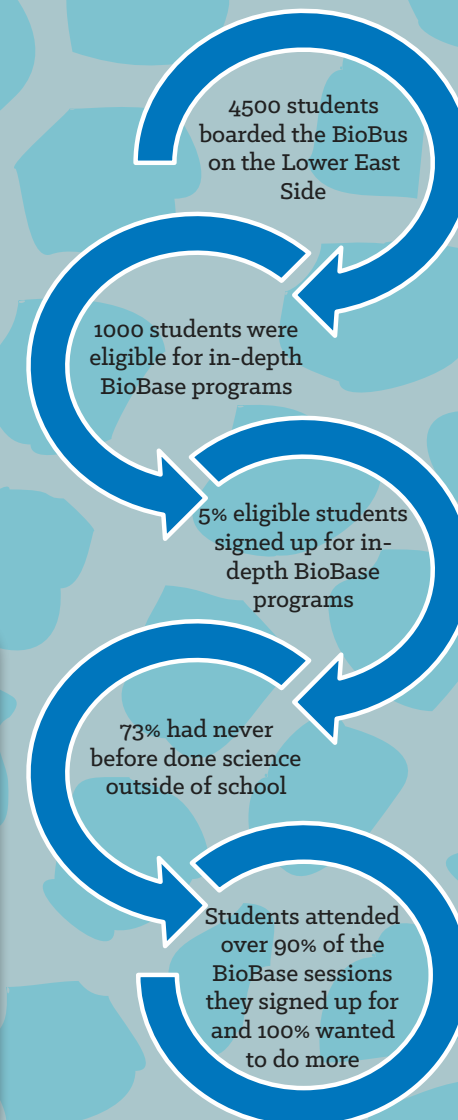 4500 students
boarded the BioBus
on the Lower East
Side
1000 students were
eligible for in-depth
BioBase programs
5% eligible students
signed up for in-
depth BioBase
programs
73% had never
before done science
outside of school
Students attended
over 90% of the
BioBase sessions
they signed up for
and 100% wanted
to do more